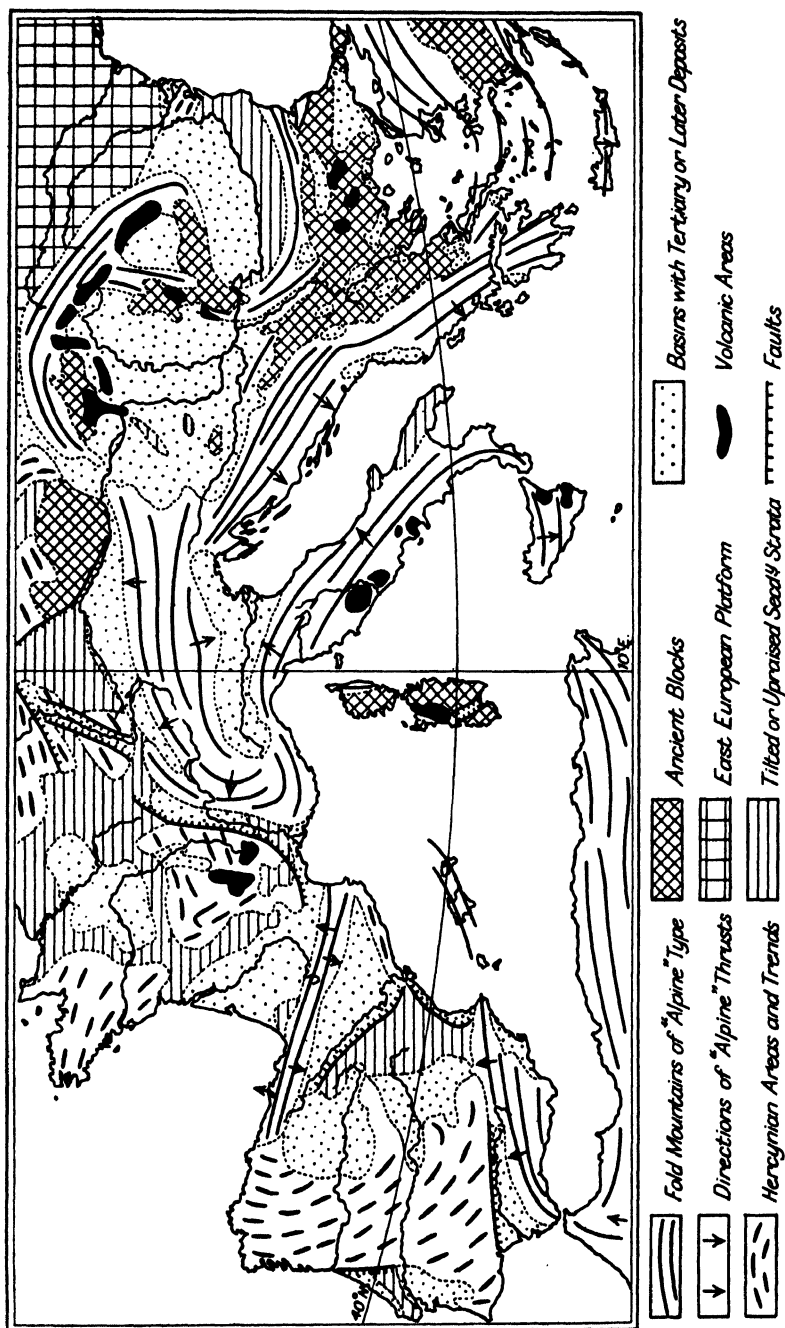 40°N
10°E.
Fold Mountains of "Alpine" Type
Ancient Blocks
Basins with Tertiary or Later Deposits
Directions of "Alpine" Thrusts
East European Platform
Volcanic Areas
Hercynian Areas and Trends
Tilted or Upraised Secd'y Strata
Faults